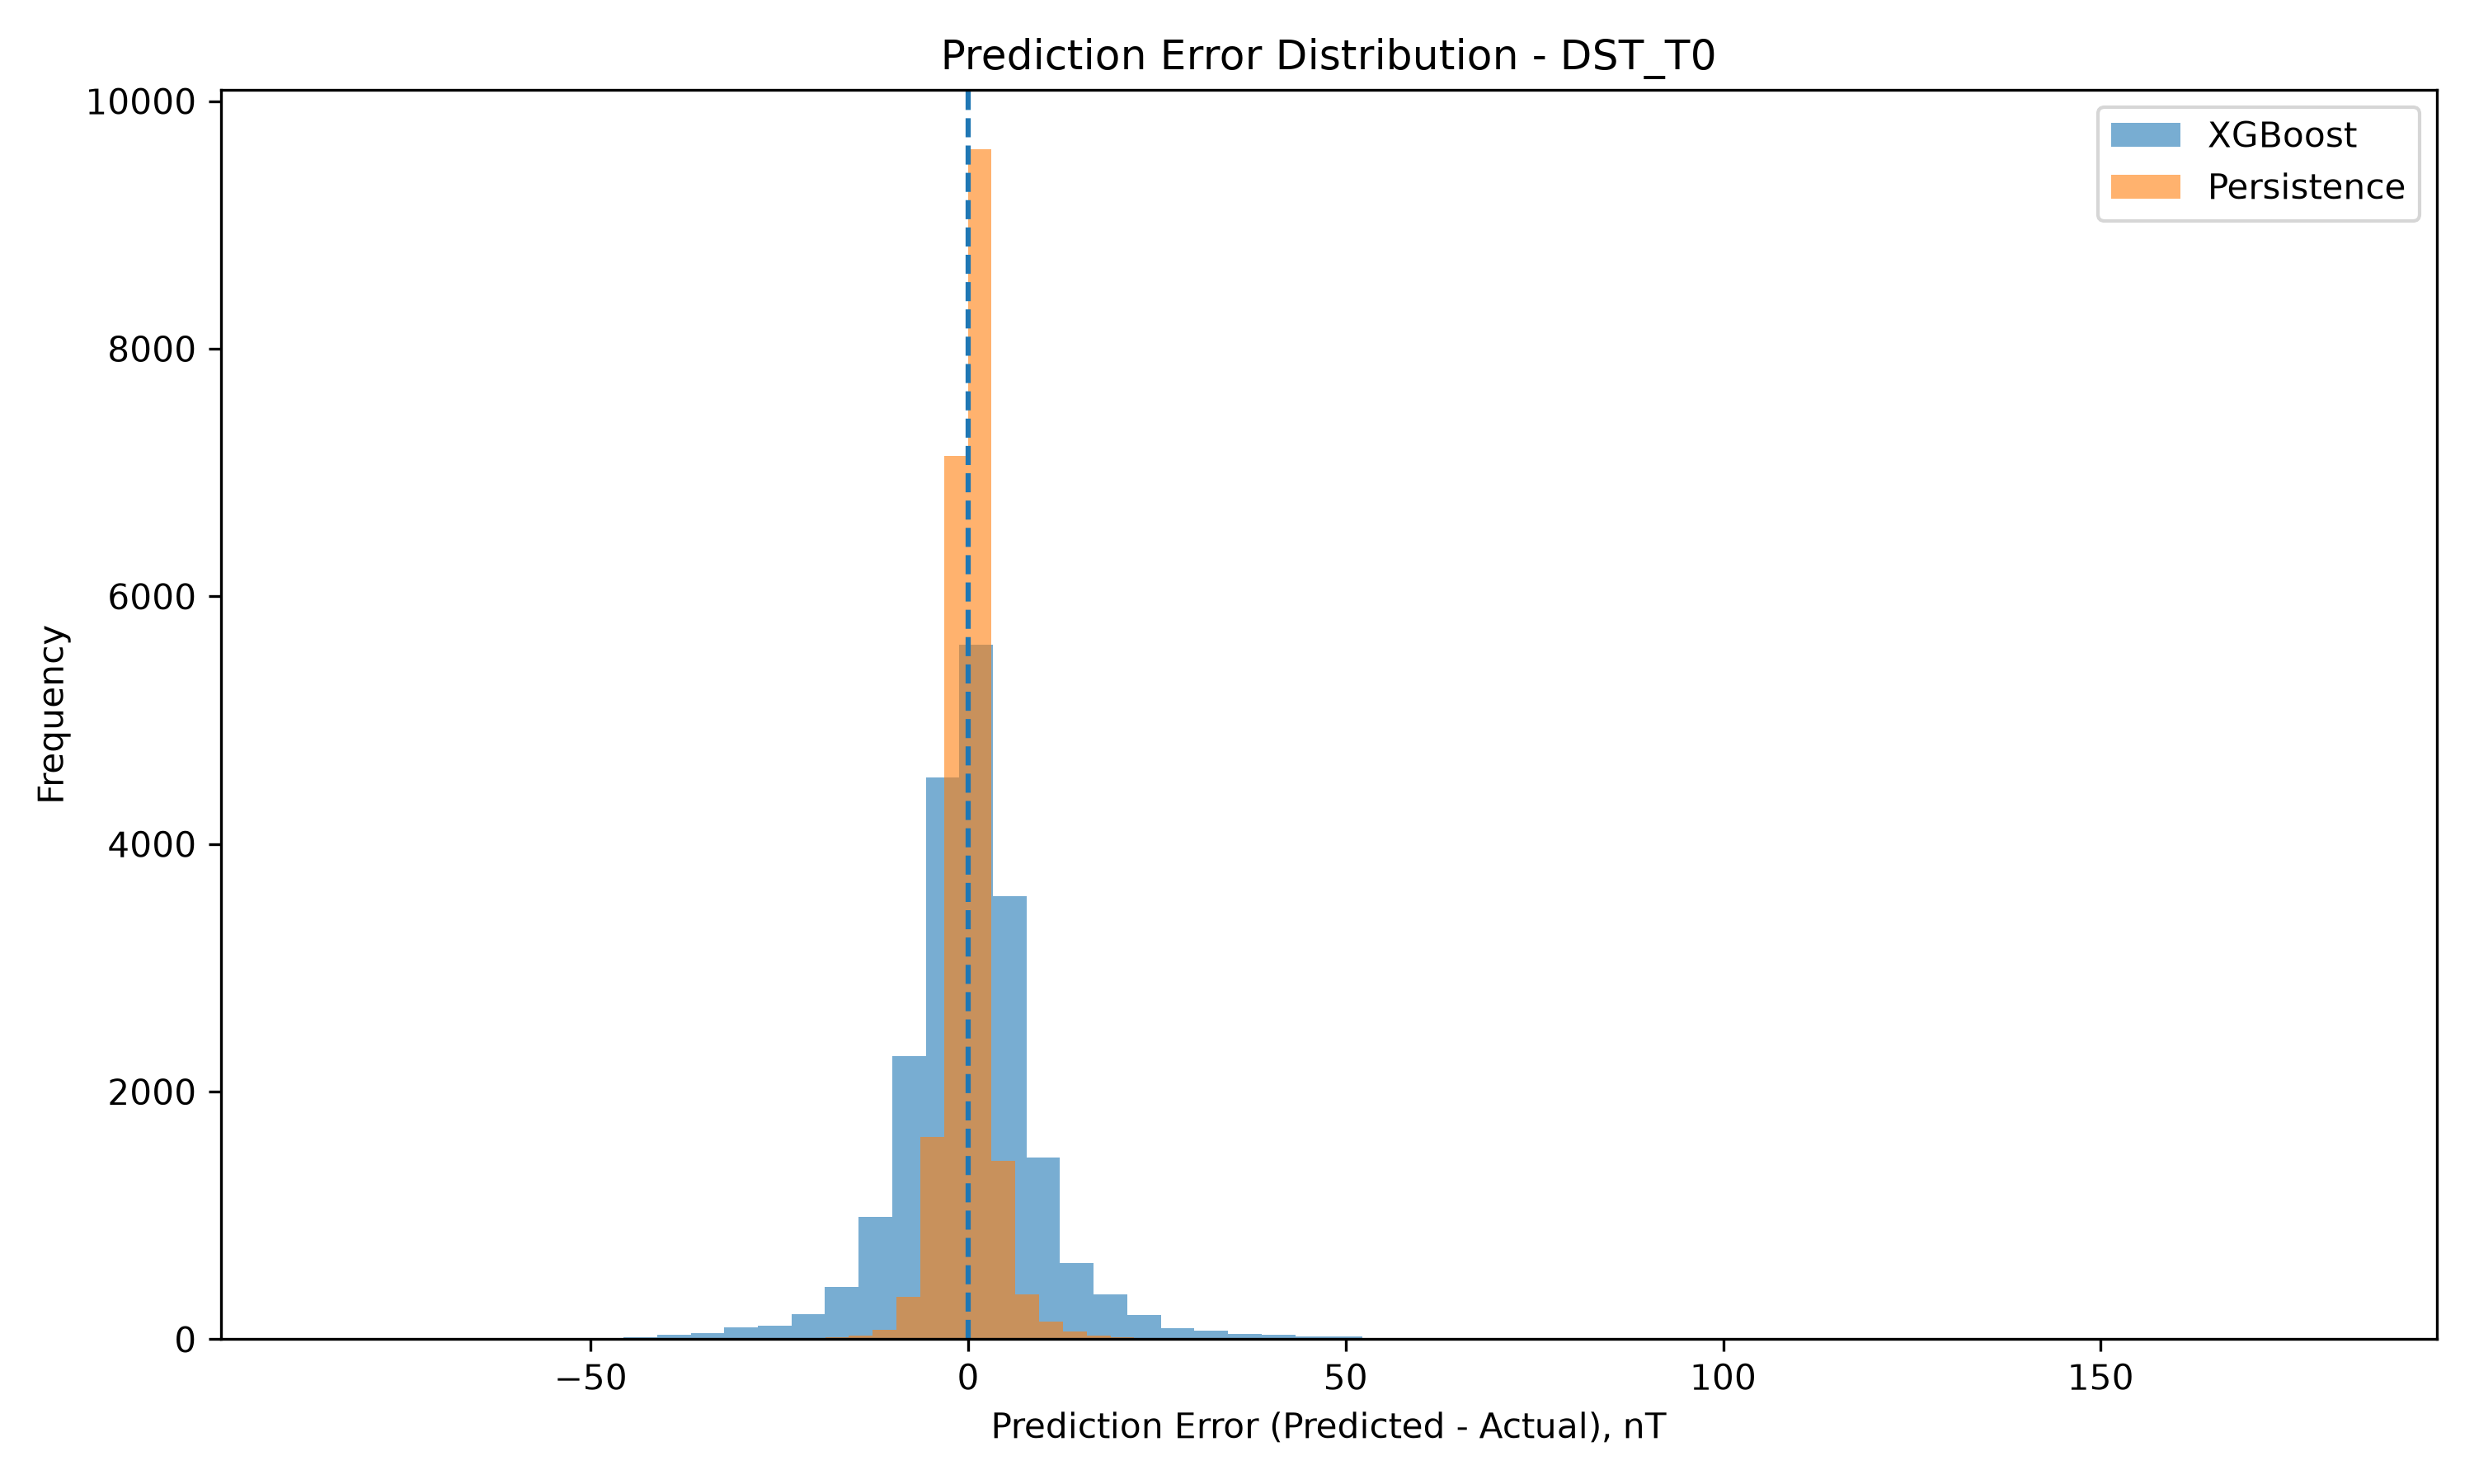 Prediction Error Distribution - DST_T0
XGBoost
Persistence
Frequency
10000
8000
6000
4000
2000
0
−50
0
50
100
150
Prediction Error (Predicted - Actual), nT